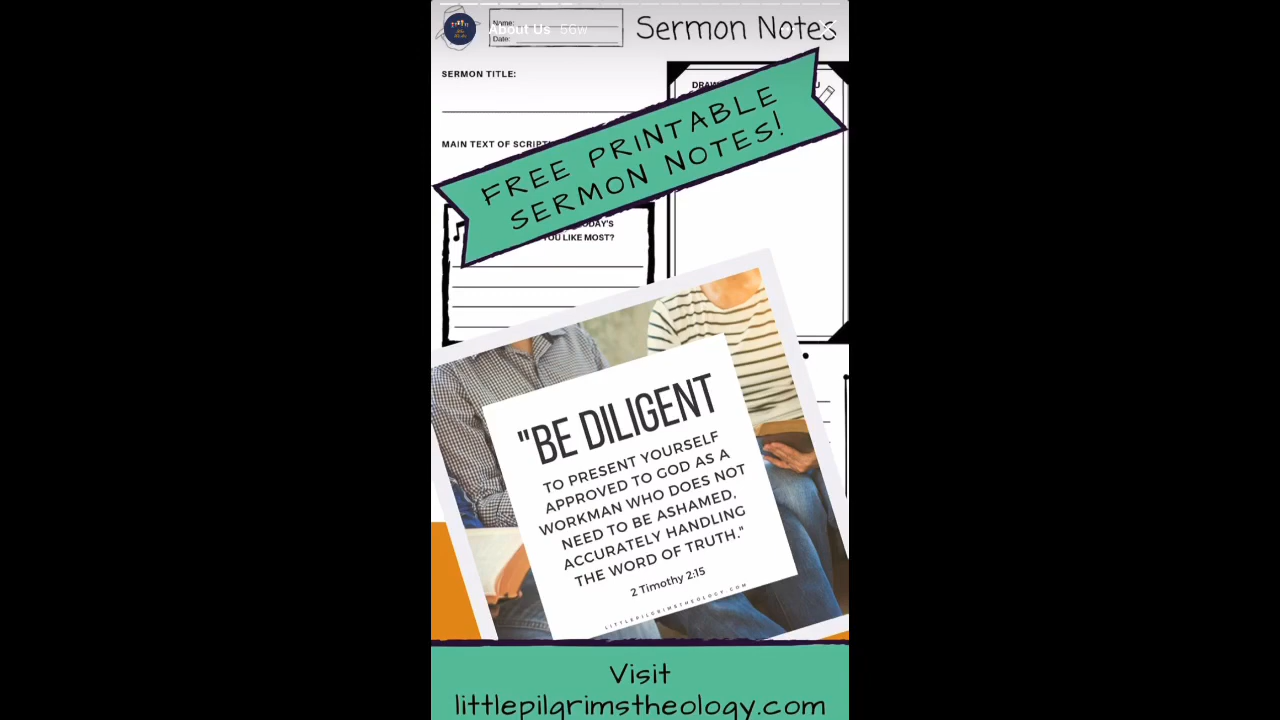 About Us 56w
Name:
Date:
Sermon Notes
SERMON TITLE:
MAIN TEXT OF
FREE PRINTABLE
SERMON NOTES!
YOU LIKE MOST?
"BE DILIGENT
TO PRESENT YOURSELF
APPROVED TO GOD AS A
WORKMAN WHO DOES NOT
NEED TO BE ASHAMED,
ACCURATELY HANDLING
THE WORD OF TRUTH."
2 Timothy 2:15
LITTLEPILGRIMSTHEOLOGY.COM
Visit
littlepilgrimstheology.com